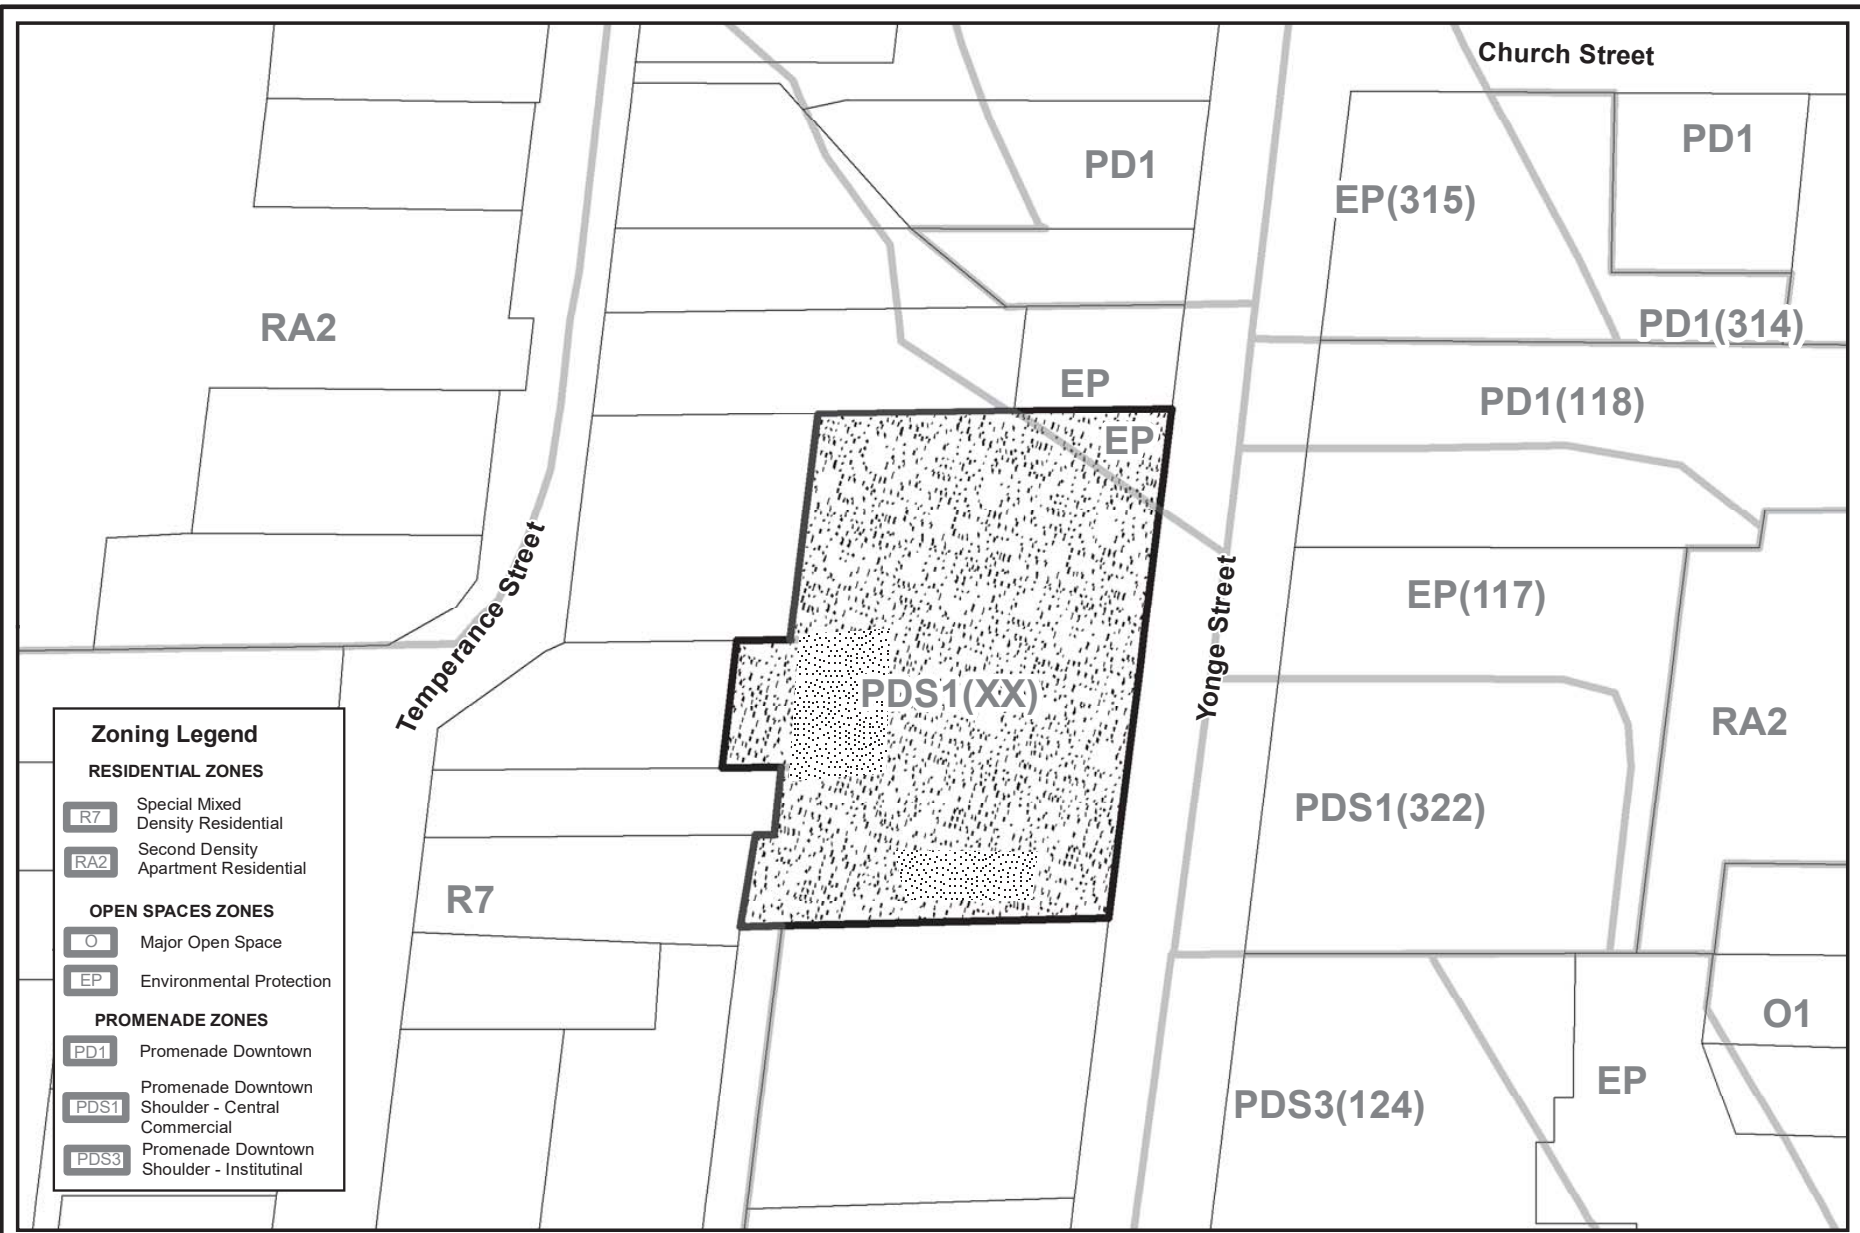 Church Street
PD1
PD1
EP(315)
RA2
PD1(314)
EP
PD1(118)
EP
Temperance Street
Yonge Street
EP(117)
PDS1(XX)
RA2
PDS1(322)
R7
O1
EP
PDS3(124)
Zoning Legend
RESIDENTIAL ZONES
R7
Special Mixed
Density Residential
RA2
Second Density
Apartment Residential
OPEN SPACES ZONES
O
Major Open Space
EP
Environmental Protection
PROMENADE ZONES
PD1
Promenade Downtown
PDS1
Promenade Downtown
Shoulder - Central
Commercial
PDS3
Promenade Downtown
Shoulder - Institutinal